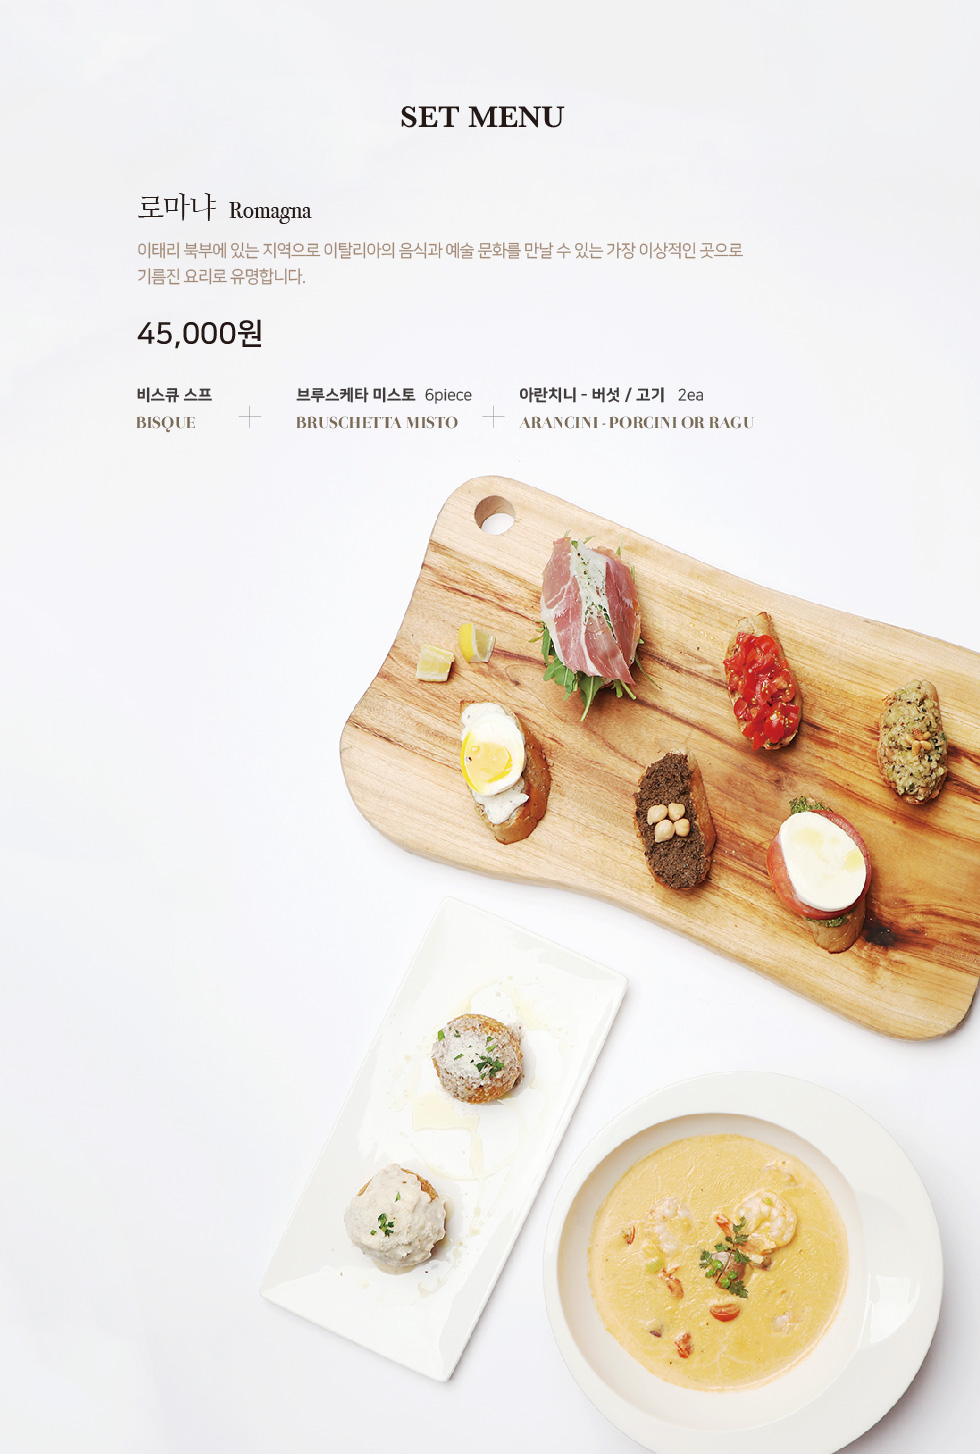 SET MENU
로마냐 Romagna
이태리 북부에 있는 지역으로 이탈리아의 음식과 예술 문화를 만날 수 있는 가장 이상적인 곳으로
기름진 요리로 유명합니다.
45,000원
비스큐 스프 브루스케타 미스토 6piece 아란치니 - 버섯 / 고기 2ea
BISQUE + BRUSCHETTA MISTO + ARANCINI - PORCINI OR RAGU